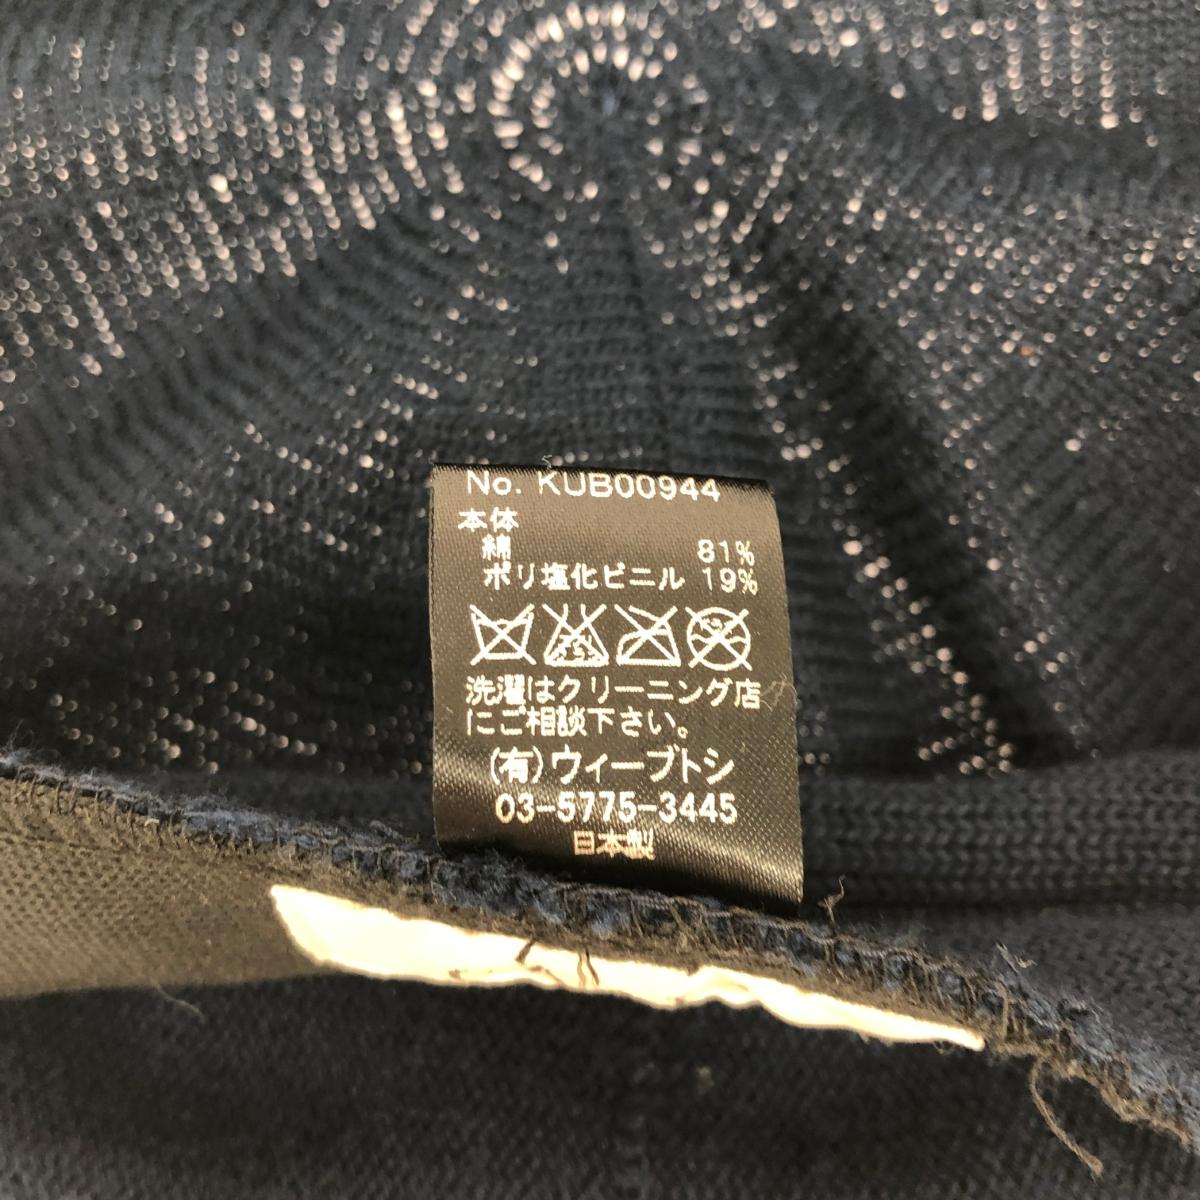 No. KUB00944
本体
綿 81%
ポリ塩化ビニル 19%
洗濯はクリーニング店
にご相談下さい。
(有)ウィーブトシ
03-5775-3445
日本製